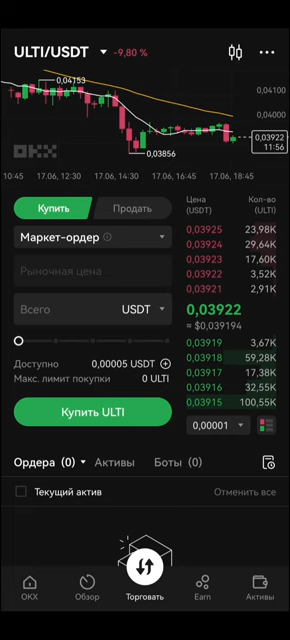 ULTI/USDT -9,80 %
0,04153
0,04100
0,04000
0,03922
11:56
0,03856
OKX
10:45 17.06, 12:30 17.06, 14:30 17.06, 16:45 17.06, 18:45
Купить Продать
Маркет-ордер
Рыночная цена
Всего USDT
Доступно 0,00005 USDT
Макс. лимит покупки 0 ULTI
Купить ULTI
Цена (USDT) Кол-во (ULTI)
0,03925 23,98K
0,03924 29,64K
0,03923 17,60K
0,03922 3,52K
0,03921 2,91K
0,03922
≈ $0,039194
0,03919 3,67K
0,03918 59,28K
0,03917 17,38K
0,03916 32,55K
0,03915 100,55K
0,00001
Ордера (0) Активы Боты (0)
Текущий актив Отменить все
OKX Обзор Торговать Earn Активы